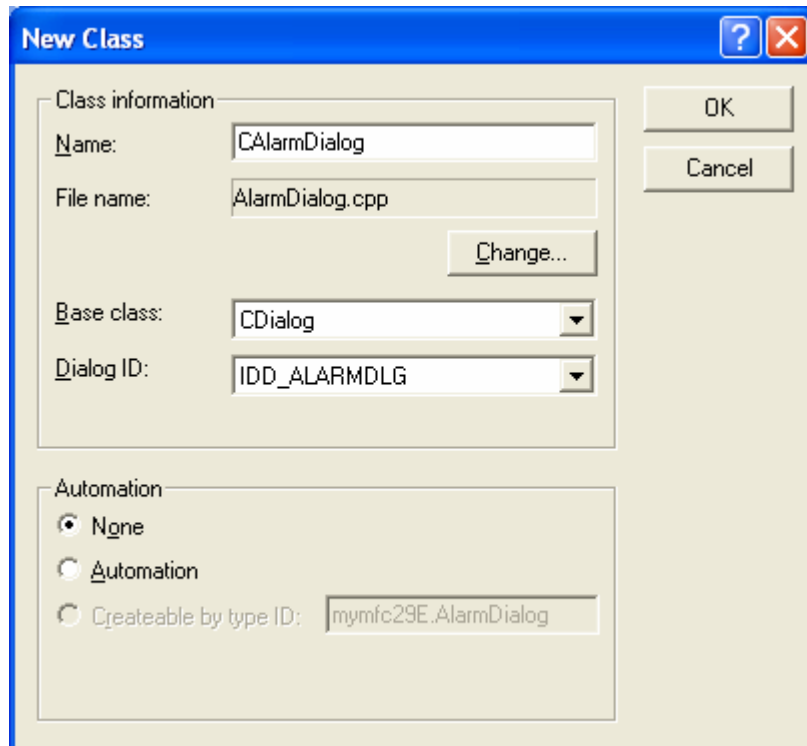 New Class
Class information
Name: CAlarmDialog
File name: AlarmDialog.cpp
Change...
Base class: CDialog
Dialog ID: IDD_ALARMDLG
OK
Cancel
Automation
None
Automation
Createable by type ID: mymfc29E.AlarmDialog